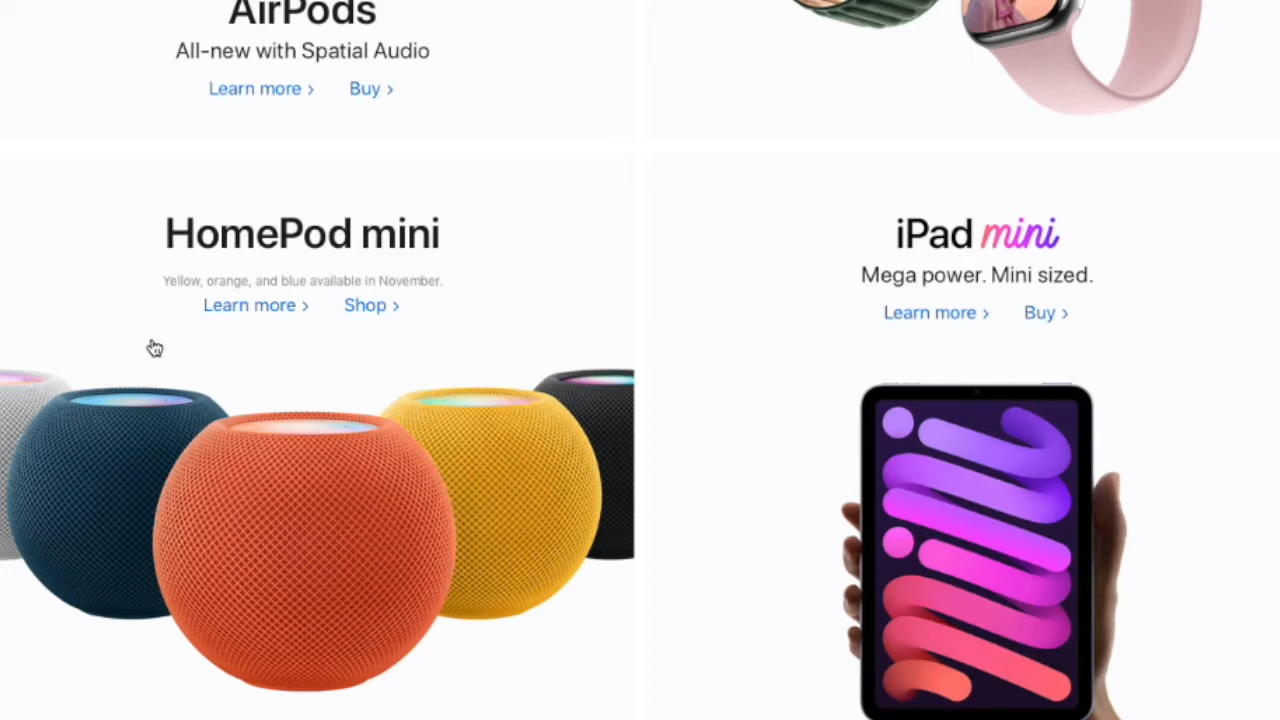 AirPods
All-new with Spatial Audio
Learn more > Buy >
HomePod mini
Yellow, orange, and blue available in November.
Learn more > Shop >
iPad mini
Mega power. Mini sized.
Learn more > Buy >